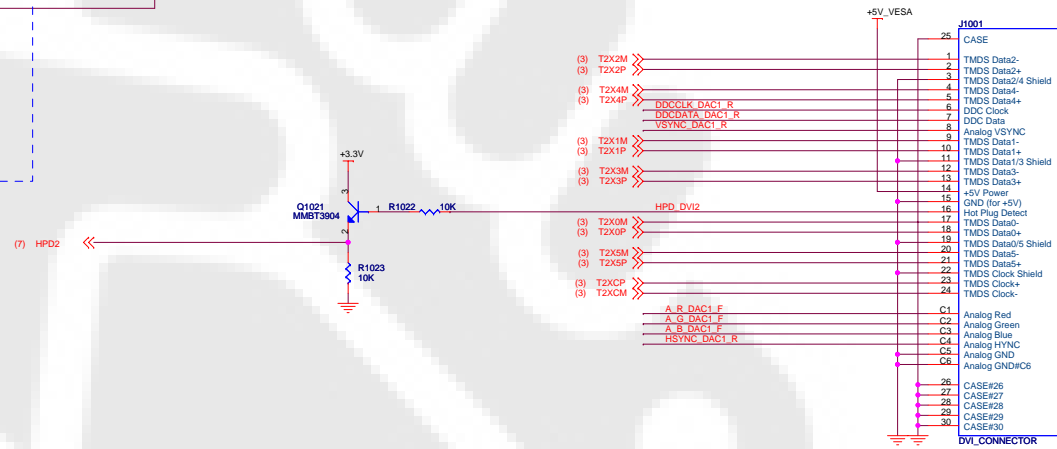 +5V_VESA
J1001
25 CASE
(3) T2X2M 1 TMDS Data2-
(3) T2X2P 2 TMDS Data2+
3 TMDS Data2/4 Shield
(3) T2X4M 4 TMDS Data4-
(3) T2X4P 5 TMDS Data4+
DDCCLK_DAC1_R 6 DDC Clock
DDCDATA_DAC1_R 7 DDC Data
VSYNC_DAC1_R 8 Analog VSYNC
(3) T2X1M 9 TMDS Data1-
(3) T2X1P 10 TMDS Data1+
11 TMDS Data1/3 Shield
(3) T2X3M 12 TMDS Data3-
(3) T2X3P 13 TMDS Data3+
14 +5V Power
15 GND (for +5V)
HPD_DVI2 16 Hot Plug Detect
(3) T2X0M 17 TMDS Data0-
(3) T2X0P 18 TMDS Data0+
19 TMDS Data0/5 Shield
(3) T2X5M 20 TMDS Data5-
(3) T2X5P 21 TMDS Data5+
22 TMDS Clock Shield
(3) T2XCP 23 TMDS Clock+
(3) T2XCM 24 TMDS Clock-
A_R_DAC1_F C1 Analog Red
A_G_DAC1_F C2 Analog Green
A_B_DAC1_F C3 Analog Blue
HSYNC_DAC1_R C4 Analog HYNC
C5 Analog GND
C6 Analog GND#C6
26 CASE#26
27 CASE#27
28 CASE#28
29 CASE#29
30 CASE#30
DVI_CONNECTOR
+3.3V
3
Q1021
MMBT3904
1 R1022 10K
2
(7) HPD2
R1023
10K